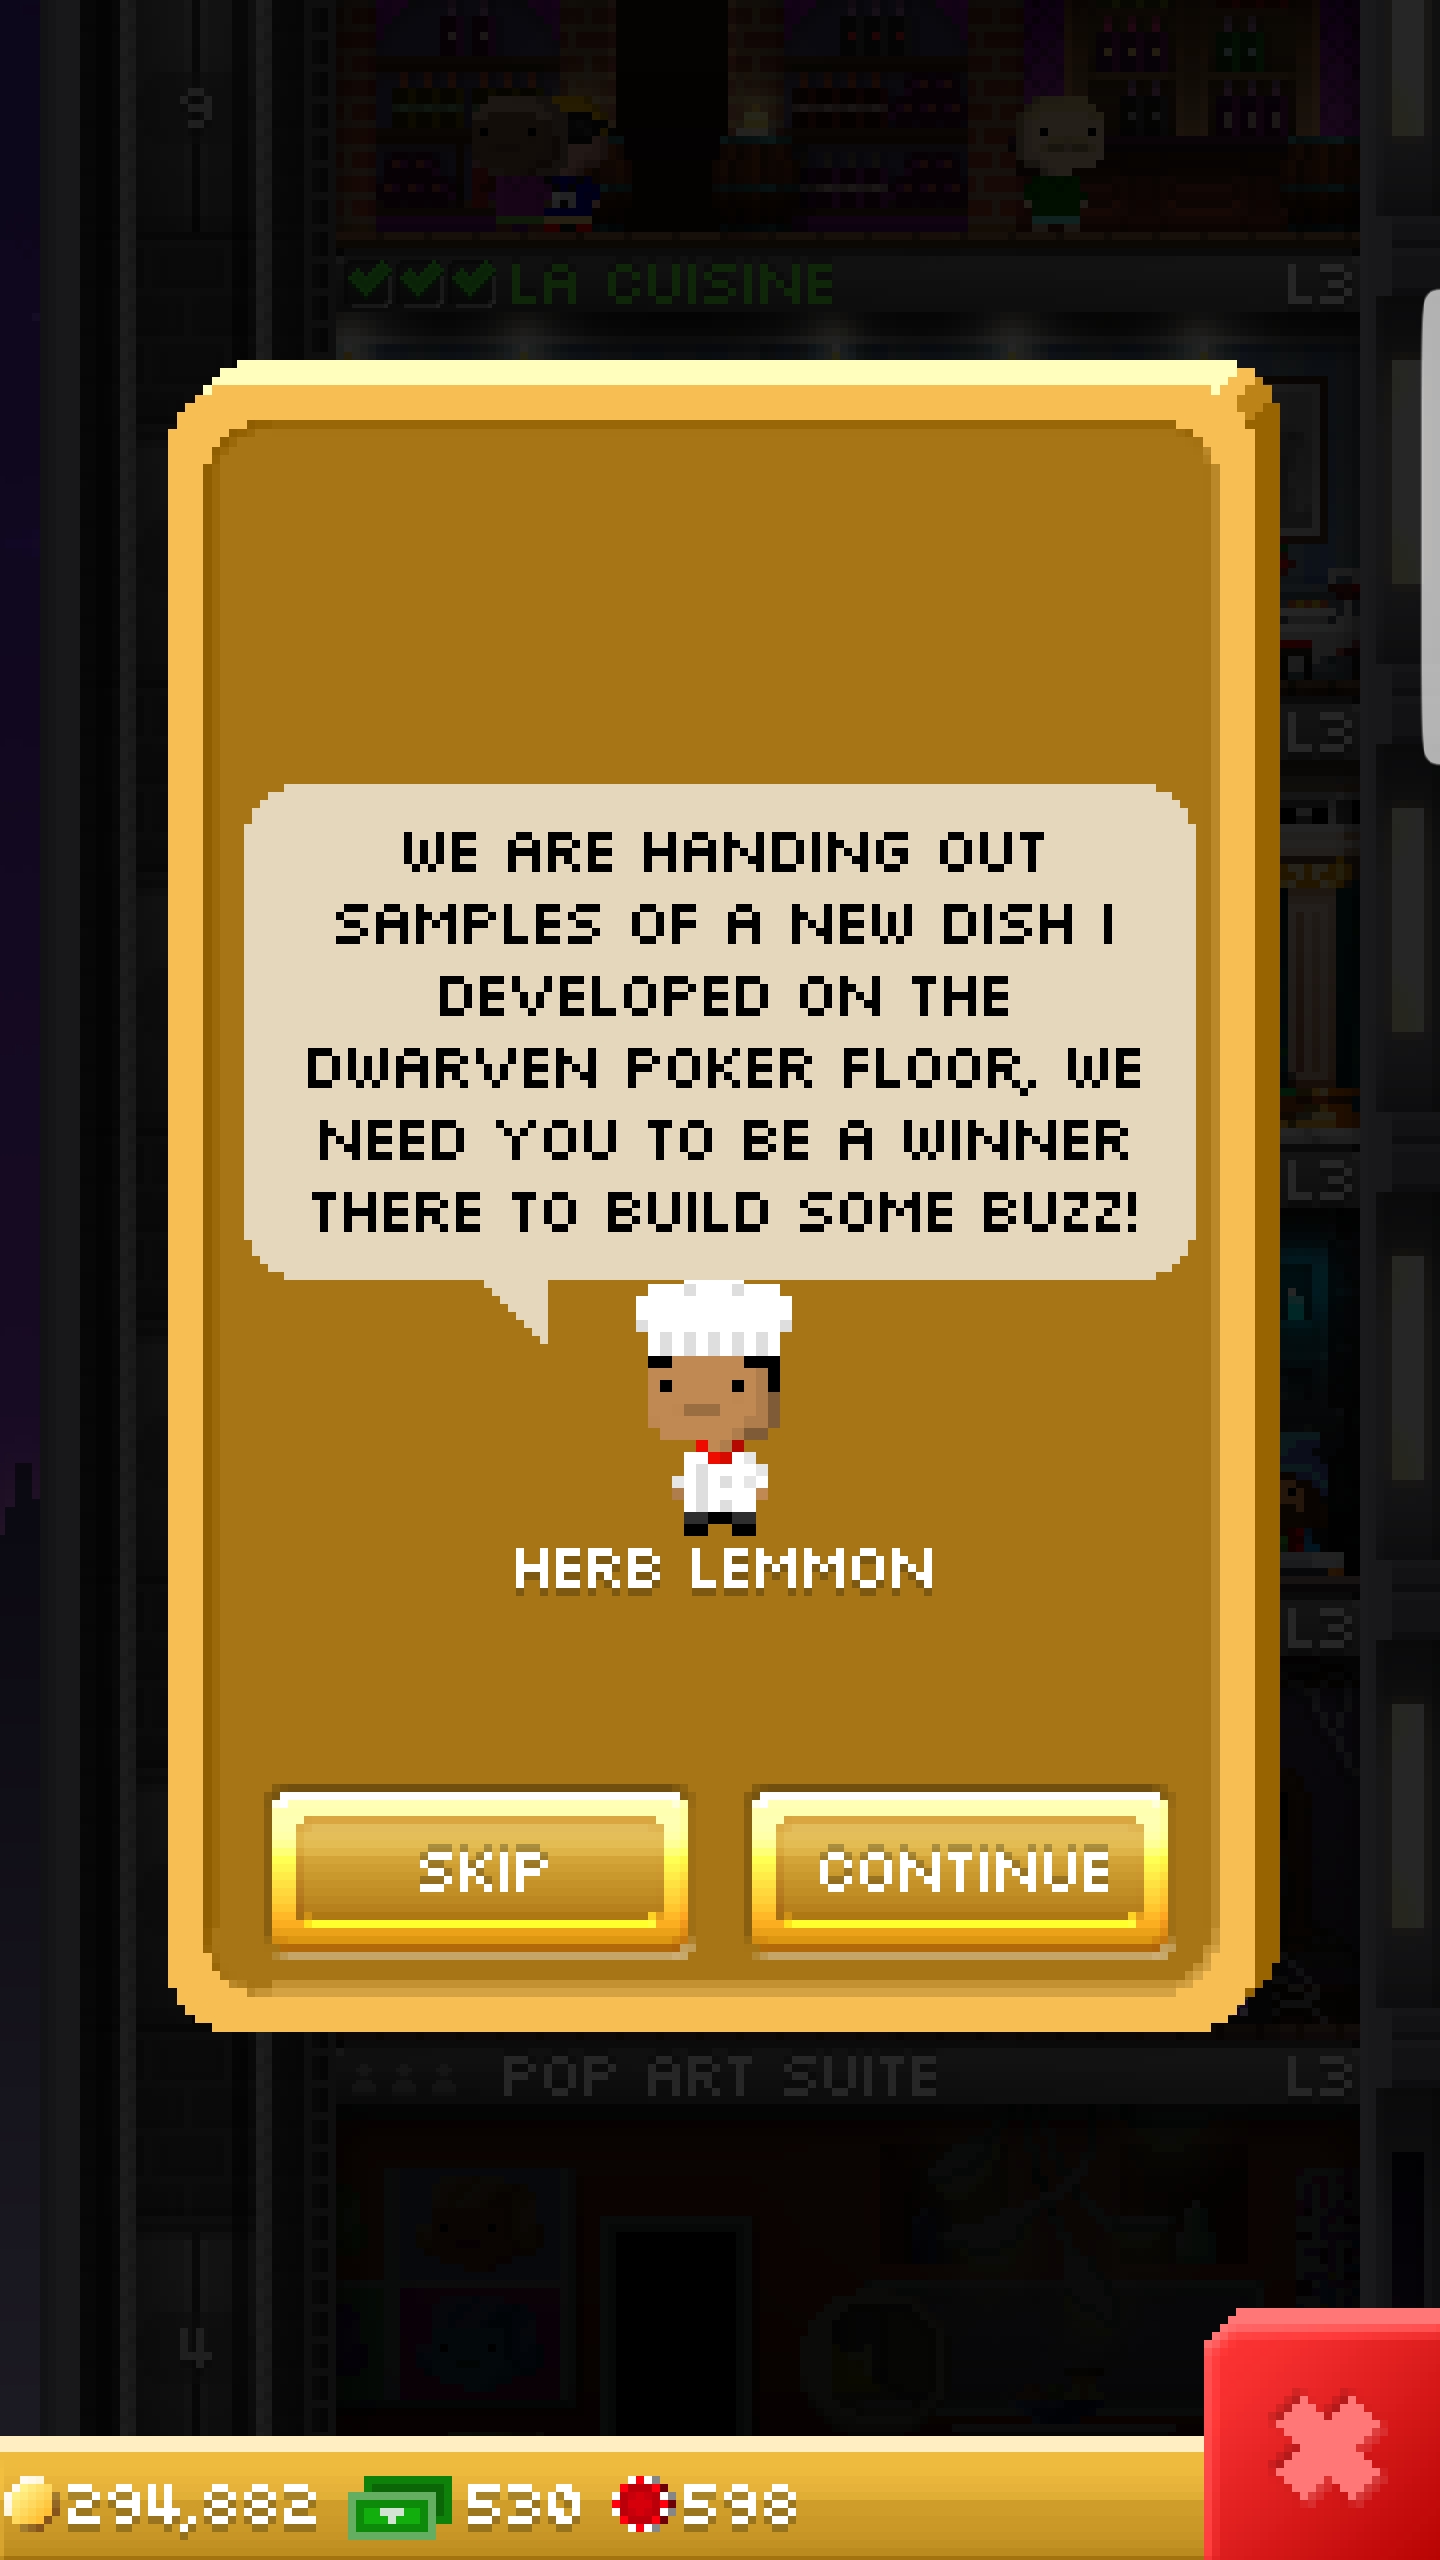 9
LA CUISINE L3
WE ARE HANDING OUT
SAMPLES OF A NEW DISH I
DEVELOPED ON THE
DWARVEN POKER FLOOR, WE
NEED YOU TO BE A WINNER
THERE TO BUILD SOME BUZZ!
L3
L3
HERB LEMMON
L3
SKIP CONTINUE
POP ART SUITE L3
4
294,882 530 598